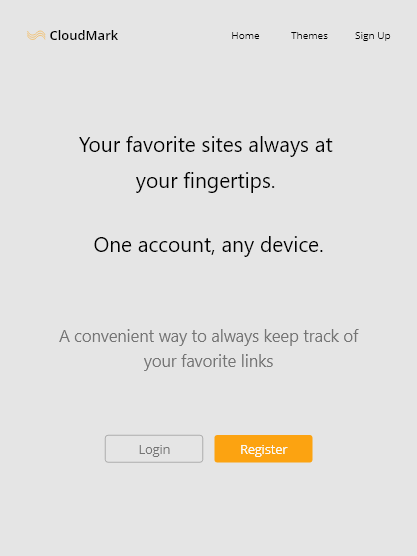 CloudMark
Home Themes Sign Up
Your favorite sites always at
your fingertips.
One account, any device.
A convenient way to always keep track of
your favorite links
Login Register